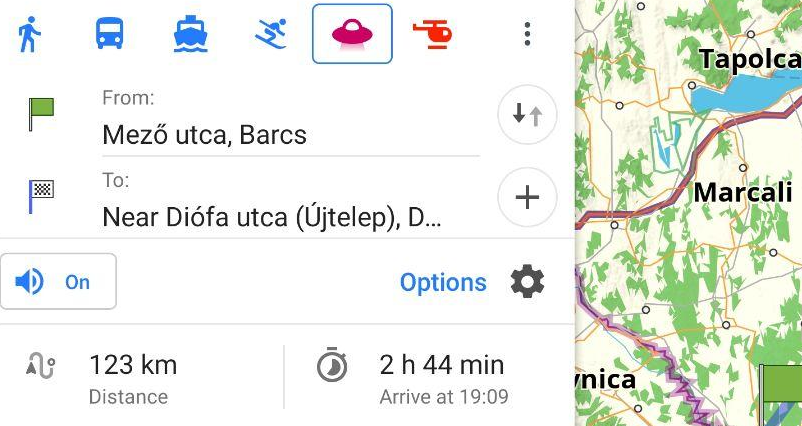 From:
Mező utca, Barcs
To:
Near Diófa utca (Újtelep), D...
On
Options
123 km
Distance
2 h 44 min
Arrive at 19:09
Tapolca
Marcali
vnica